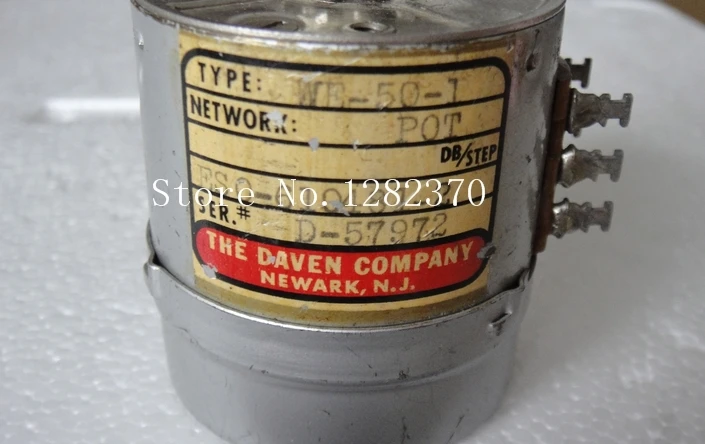 TYPE: WE-50-1
NETWORK: POT
DB/STEP
Store No. 1282370
SER.# D-57972
THE DAVEN COMPANY
NEWARK, N.J.